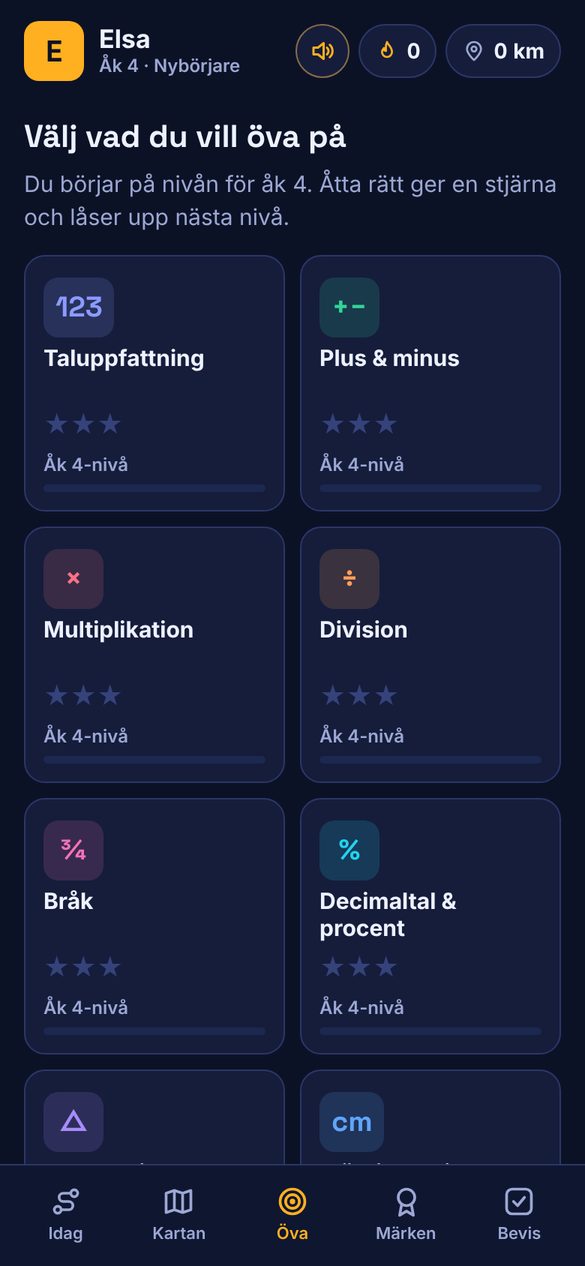 E
Elsa
Åk 4 · Nybörjare
0
0 km
Välj vad du vill öva på
Du börjar på nivån för åk 4. Åtta rätt ger en stjärna
och låser upp nästa nivå.
123
Taluppfattning
★★★
Åk 4-nivå
+−
Plus & minus
★★★
Åk 4-nivå
×
Multiplikation
★★★
Åk 4-nivå
÷
Division
★★★
Åk 4-nivå
¾
Bråk
★★★
Åk 4-nivå
%
Decimaltal &
procent
★★★
Åk 4-nivå
cm
Idag
Kartan
Öva
Märken
Bevis